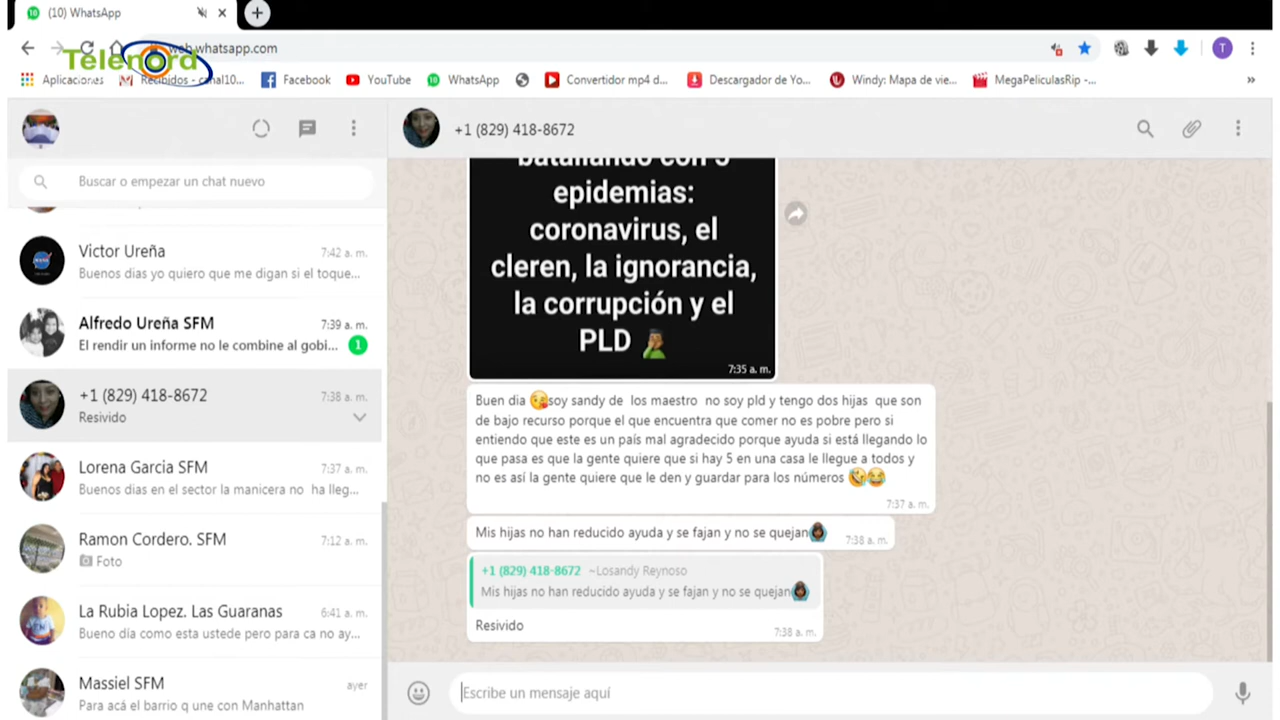 (10) WhatsApp
Telenord
web.whatsapp.com
T
Aplicaciones
Recibidos - canal10...
Facebook
YouTube
WhatsApp
Convertidor mp4 d...
Descargador de Yo...
Windy: Mapa de vie...
MegaPeliculasRip -...
»
+1 (829) 418-8672
Buscar o empezar un chat nuevo
Victor Ureña 7:42 a. m.
Buenos dias yo quiero que me digan si el toque...
Alfredo Ureña SFM 7:39 a. m.
El rendir un informe no le combine al gobi... 1
+1 (829) 418-8672 7:38 a. m.
Resivido
Lorena Garcia SFM 7:37 a. m.
Buenos dias en el sector la manicera no ha lleg...
Ramon Cordero. SFM 7:12 a. m.
Foto
La Rubia Lopez. Las Guaranas 6:41 a. m.
Bueno día como esta ustede pero para ca no ay...
Massiel SFM ayer
Para acá el barrio q une con Manhattan
batallando con 5
epidemias:
coronavirus, el
cleren, la ignorancia,
la corrupción y el
PLD
7:35 a. m.
Buen dia soy sandy de los maestro no soy pld y tengo dos hijas que son
de bajo recurso porque el que encuentra que comer no es pobre pero si
entiendo que este es un país mal agradecido porque ayuda si está llegando lo
que pasa es que la gente quiere que si hay 5 en una casa le llegue a todos y
no es así la gente quiere que le den y guardar para los números
7:37 a. m.
Mis hijas no han reducido ayuda y se fajan y no se quejan 7:38 a. m.
+1 (829) 418-8672 ~Losandy Reynoso
Mis hijas no han reducido ayuda y se fajan y no se quejan
Resivido
7:38 a. m.
Escribe un mensaje aquí